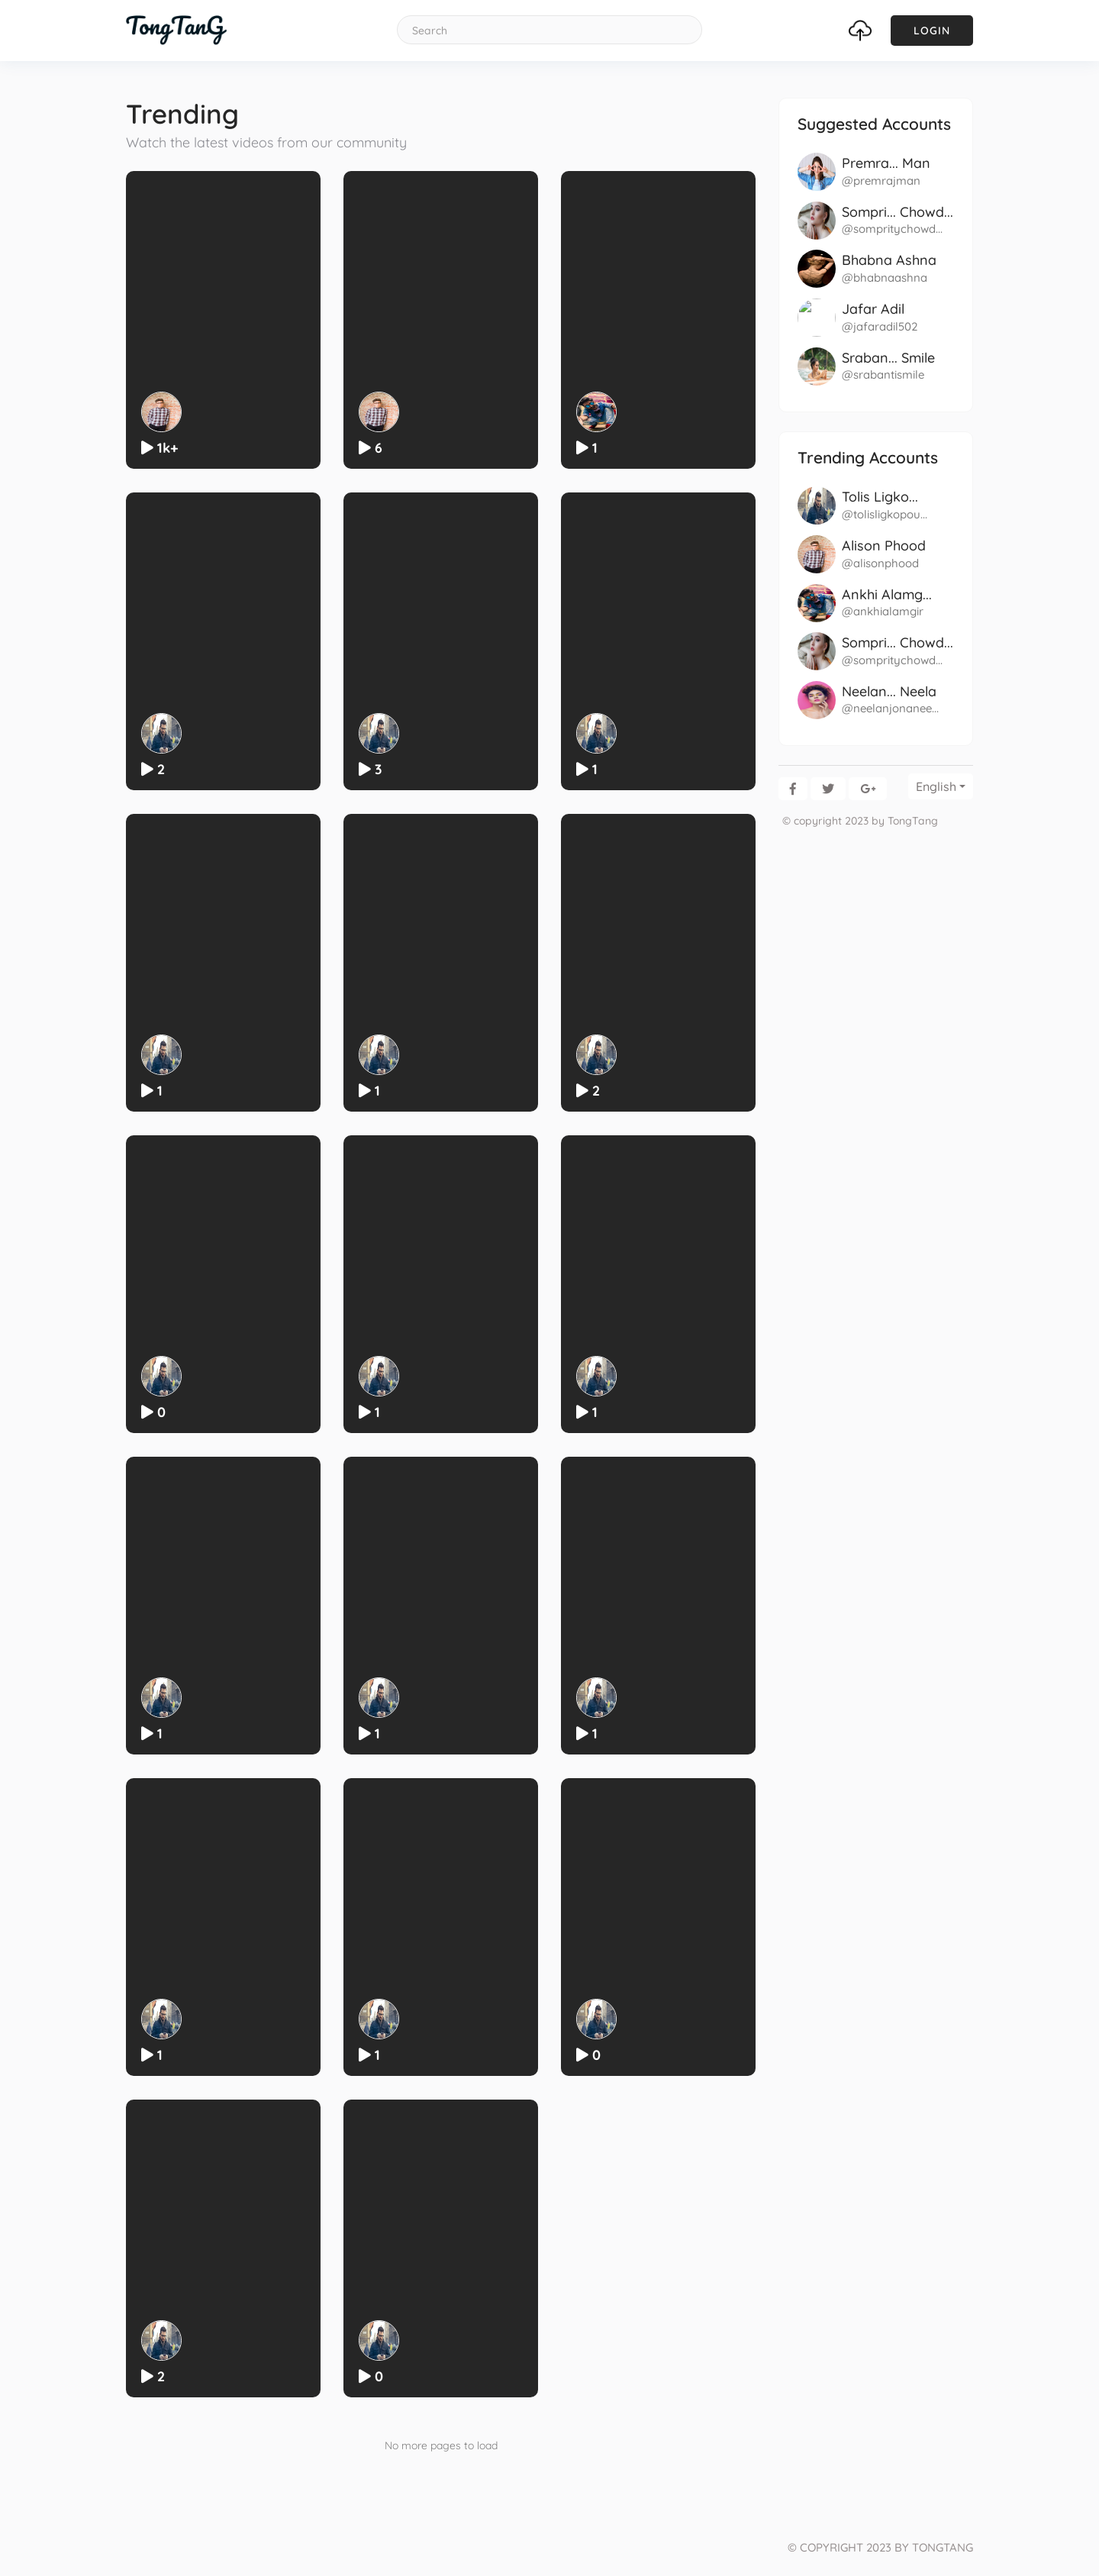 TongTanG
Search
LOGIN
Trending
Watch the latest videos from our community
1k+
6
1
2
3
1
1
1
2
0
1
1
1
1
1
1
1
0
2
0
No more pages to load
Suggested Accounts
Premra... Man
@premrajman
Sompri... Chowd...
@sompritychowd...
Bhabna Ashna
@bhabnaashna
Jafar Adil
@jafaradil502
Sraban... Smile
@srabantismile
Trending Accounts
Tolis Ligko...
@tolisligkopou...
Alison Phood
@alisonphood
Ankhi Alamg...
@ankhialamgir
Sompri... Chowd...
@sompritychowd...
Neelan... Neela
@neelanjonanee...
English
© copyright 2023 by TongTang
© COPYRIGHT 2023 BY TONGTANG